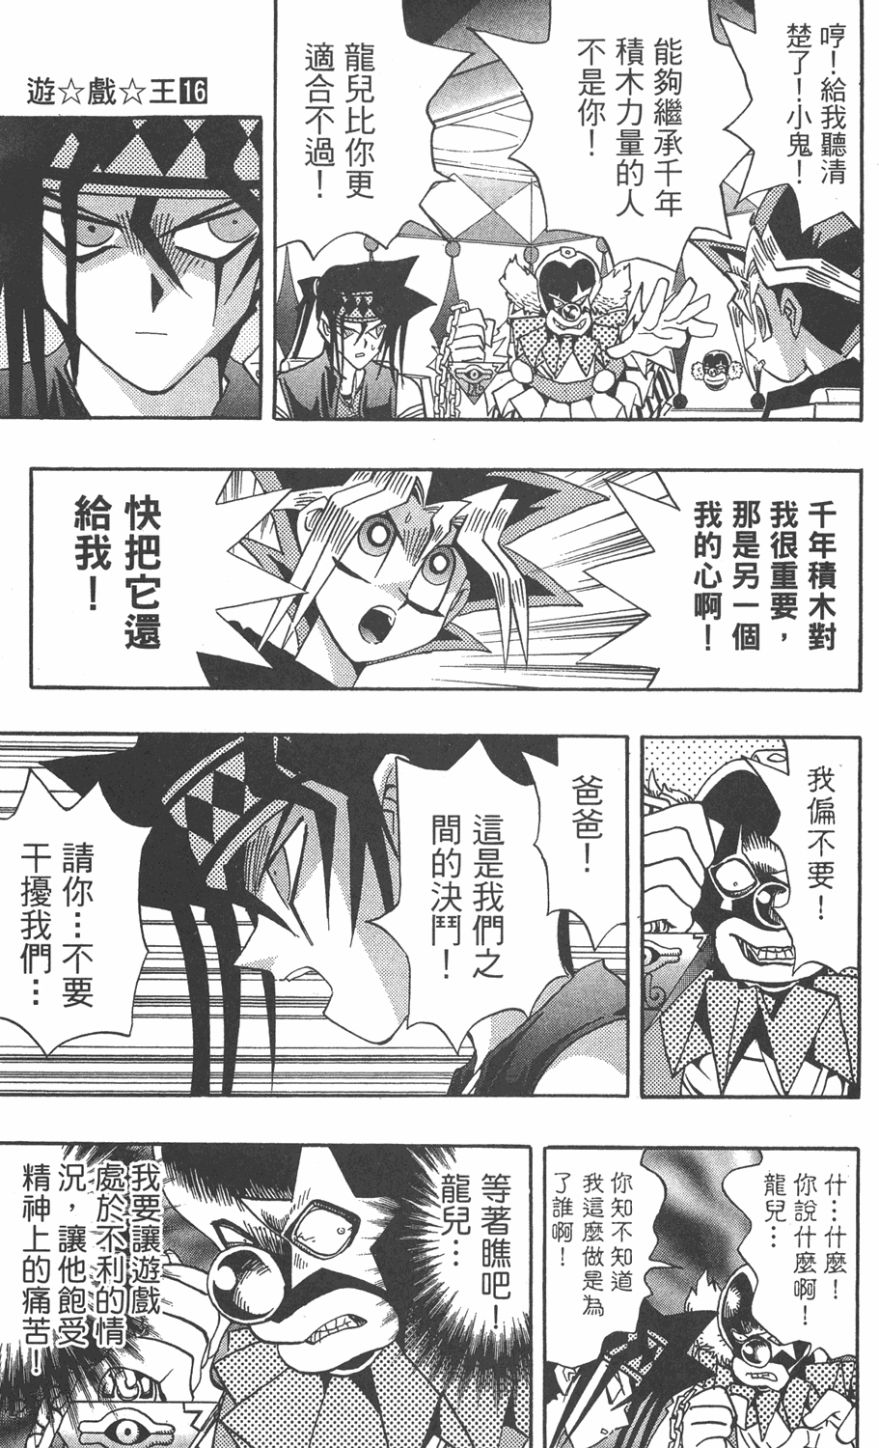 哼！給我聽清
楚了！小鬼！
能夠繼承千年
積木力量的人
不是你！
龍兒比你更
適合不過！
遊☆戲☆王16
千年積木對
我很重要，
那是另一個
我的心啊！
快把它還
給我！
我偏不要！
爸爸！
這是我們之
間的決鬥！
請你…不要
干擾我們…
什…什麼！
你說什麼啊！
龍兒…
你知不知道
我這麼做是為
了誰啊！
等著瞧吧！
龍兒…
我要讓遊戲
處於不利的情
況，讓他飽受
精神上的痛苦！